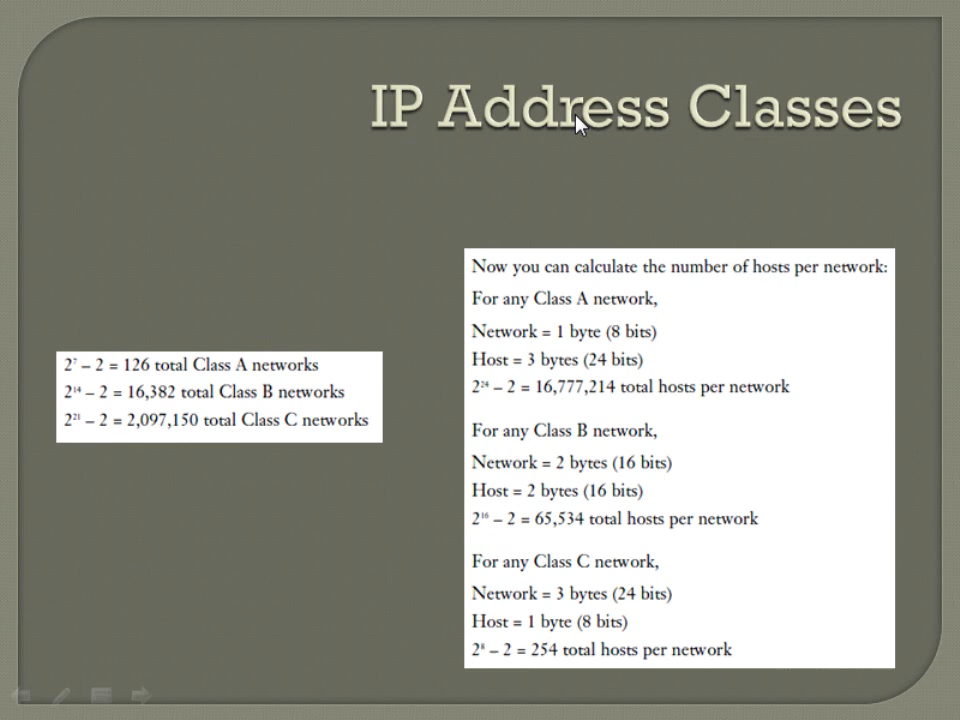 IP Address Classes
2⁷ – 2 = 126 total Class A networks
2¹⁴ – 2 = 16,382 total Class B networks
2²¹ – 2 = 2,097,150 total Class C networks
Now you can calculate the number of hosts per network:
For any Class A network,
Network = 1 byte (8 bits)
Host = 3 bytes (24 bits)
2²⁴ – 2 = 16,777,214 total hosts per network
For any Class B network,
Network = 2 bytes (16 bits)
Host = 2 bytes (16 bits)
2¹⁶ – 2 = 65,534 total hosts per network
For any Class C network,
Network = 3 bytes (24 bits)
Host = 1 byte (8 bits)
2⁸ – 2 = 254 total hosts per network